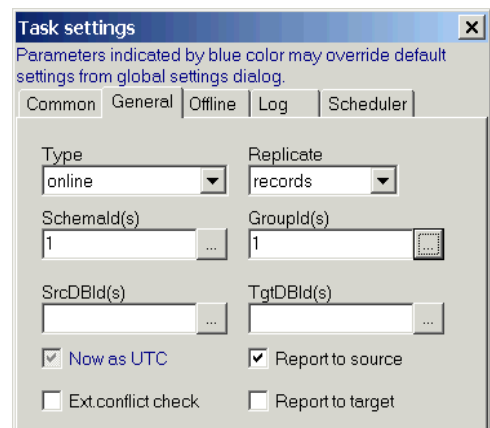 Task settings
Parameters indicated by blue color may override default
settings from global settings dialog.
Common General Offline Log Scheduler
Type Replicate
online records
SchemaId(s) GroupId(s)
1 ... 1 ...
SrcDBId(s) TgtDBId(s)
... ...
Now as UTC Report to source
Ext.conflict check Report to target